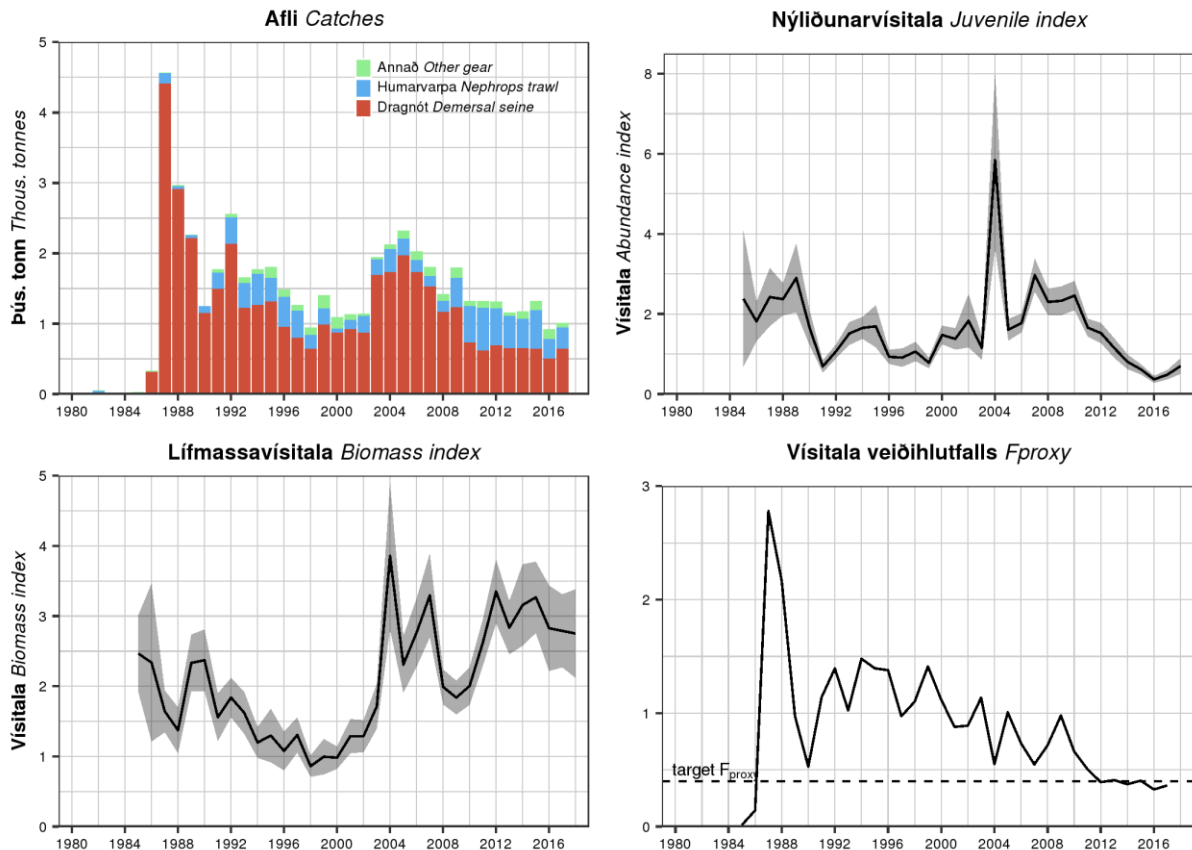 Afli Catches
Þús. tonn Thous. tonnes
5
4
3
2
1
0
Annað Other gear
Humarvarpa Nephrops trawl
Dragnót Demersal seine
1980 1984 1988 1992 1996 2000 2004 2008 2012 2016
Nýliðunarvísitala Juvenile index
Vísitala Abundance index
8
6
4
2
0
1980 1984 1988 1992 1996 2000 2004 2008 2012 2016
Lífmassavísitala Biomass index
Vísitala Biomass index
5
4
3
2
1
0
1980 1984 1988 1992 1996 2000 2004 2008 2012 2016
Vísitala veiðihlutfalls Fproxy
3
2
1
0
target Fproxy
1980 1984 1988 1992 1996 2000 2004 2008 2012 2016